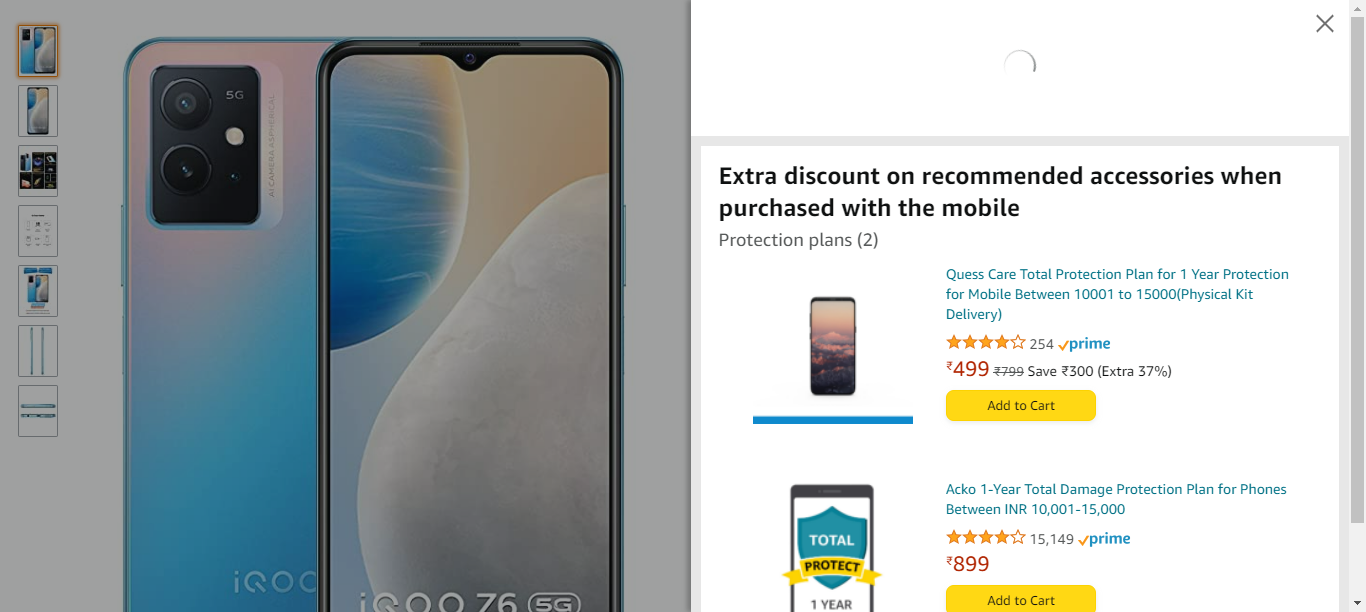 5G
AI CAMERA ASPHERICAL
iQOO
iQOO Z6 5G
Extra discount on recommended accessories when
purchased with the mobile
Protection plans (2)
Quess Care Total Protection Plan for 1 Year Protection
for Mobile Between 10001 to 15000(Physical Kit
Delivery)
254 prime
₹499 ₹799 Save ₹300 (Extra 37%)
Add to Cart
TOTAL
PROTECT
1 YEAR
Acko 1-Year Total Damage Protection Plan for Phones
Between INR 10,001-15,000
15,149 prime
₹899
Add to Cart